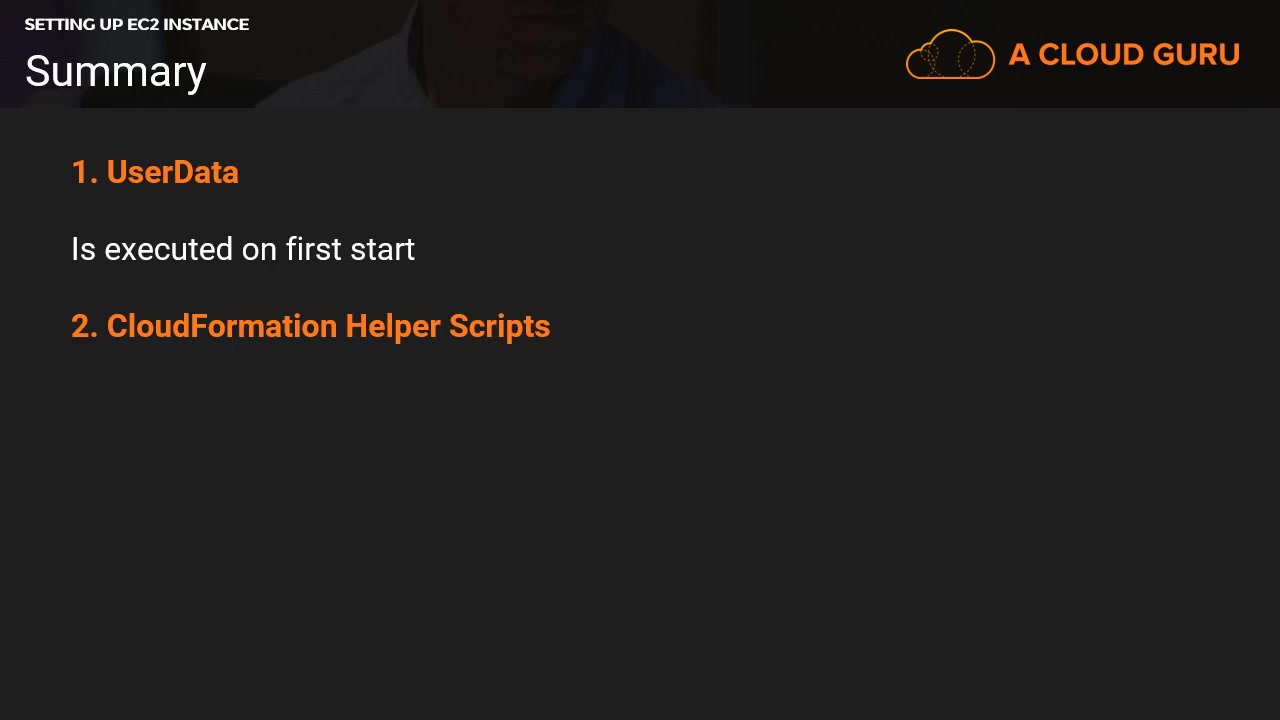 SETTING UP EC2 INSTANCE
Summary
A CLOUD GURU
1. UserData
Is executed on first start
2. CloudFormation Helper Scripts